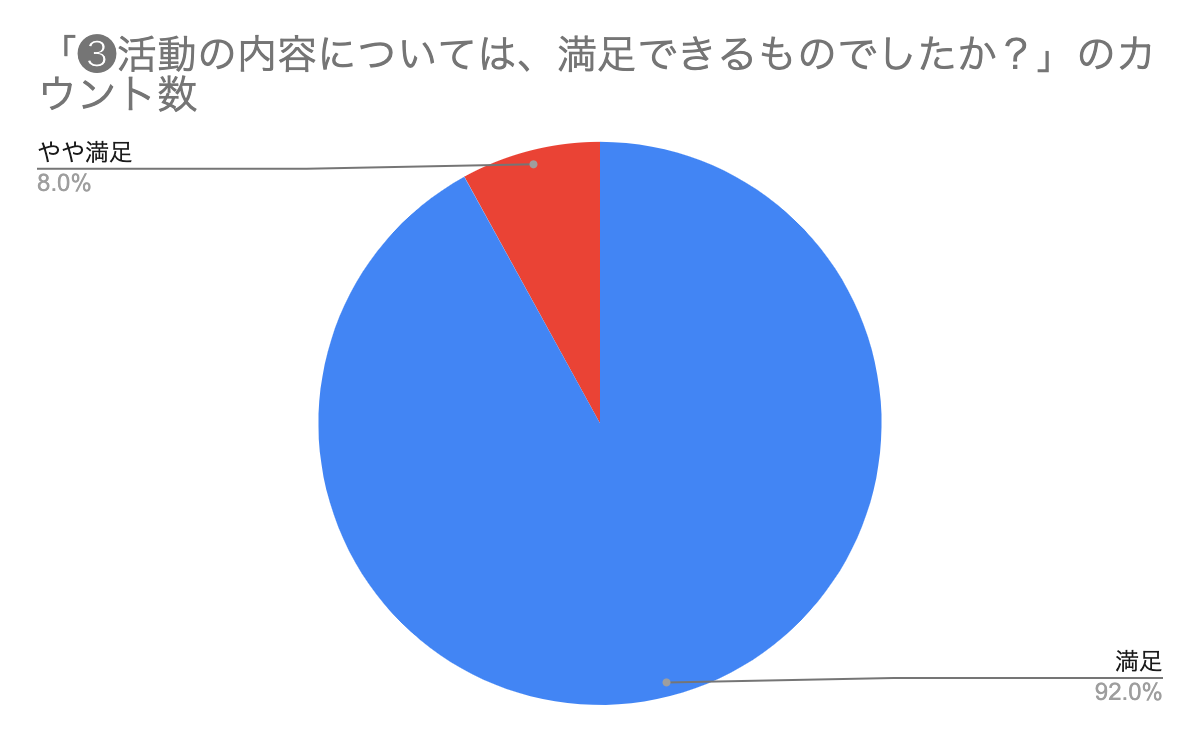 「❸活動の内容については、満足できるものでしたか？」のカ
ウント数
やや満足
8.0%
満足
92.0%